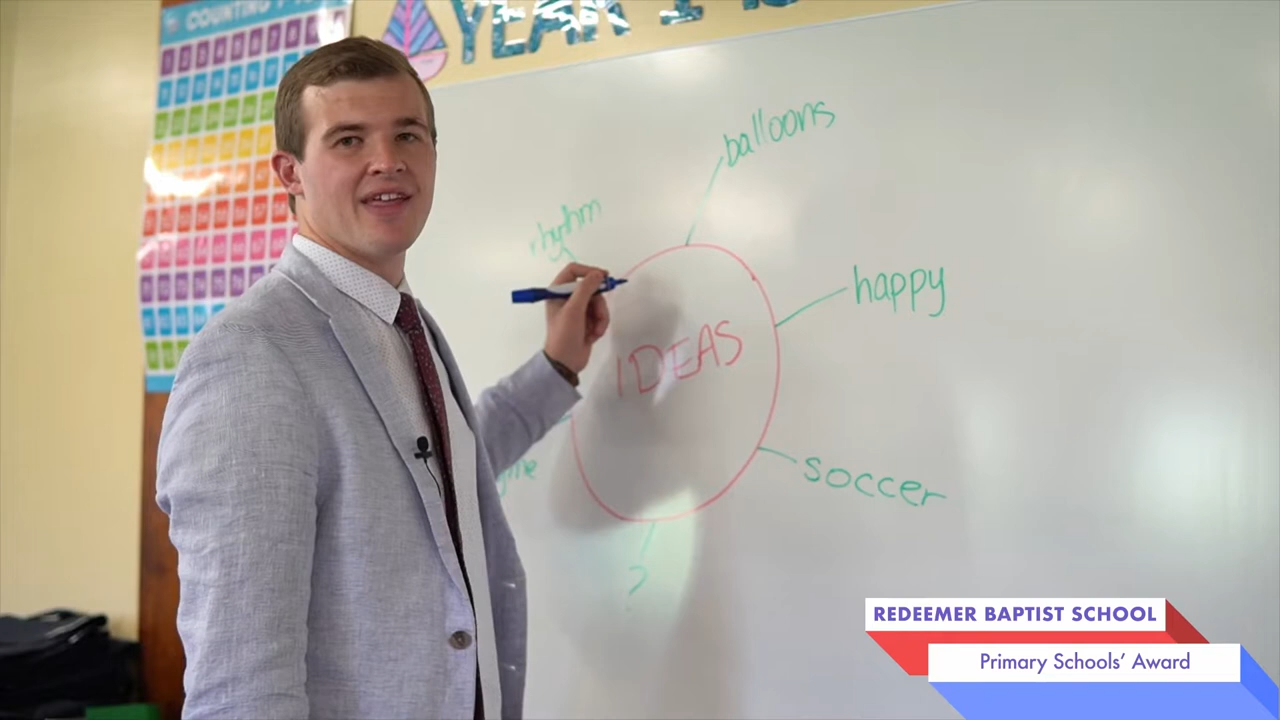 COUNTING
YEAR 1
balloons
rhythm
happy
IDEAS
soccer
?
REDEEMER BAPTIST SCHOOL
Primary Schools’ Award